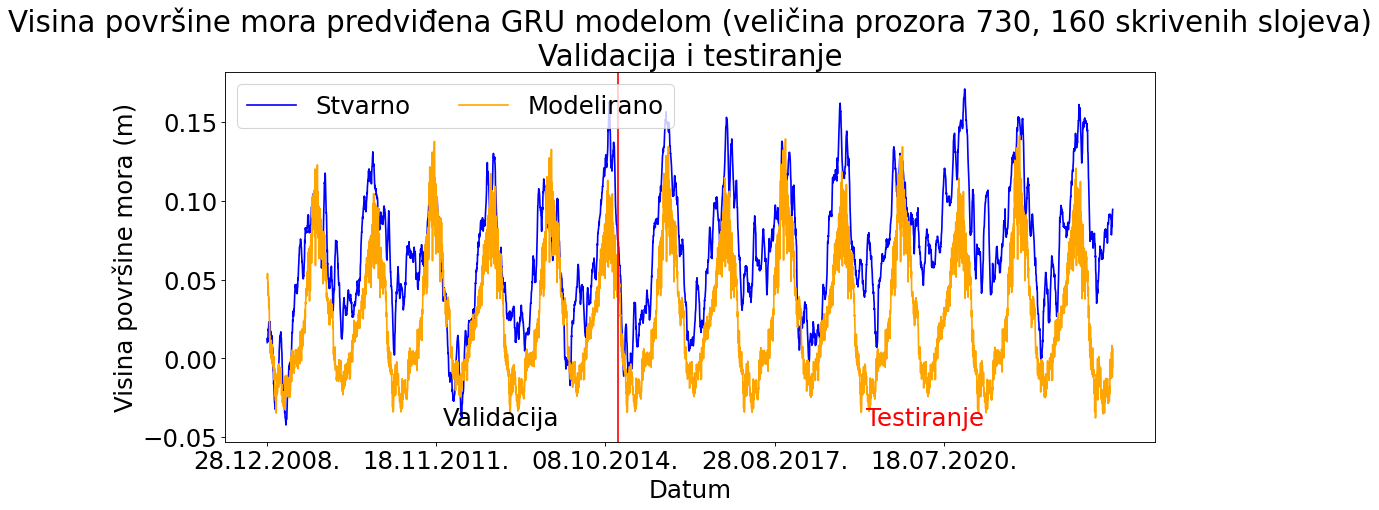 Visina površine mora predviđena GRU modelom (veličina prozora 730, 160 skrivenih slojeva)
Validacija i testiranje
Stvarno
Modelirano
Visina površine mora (m)
0.15
0.10
0.05
0.00
−0.05
Validacija
Testiranje
28.12.2008.
18.11.2011.
08.10.2014.
28.08.2017.
18.07.2020.
Datum